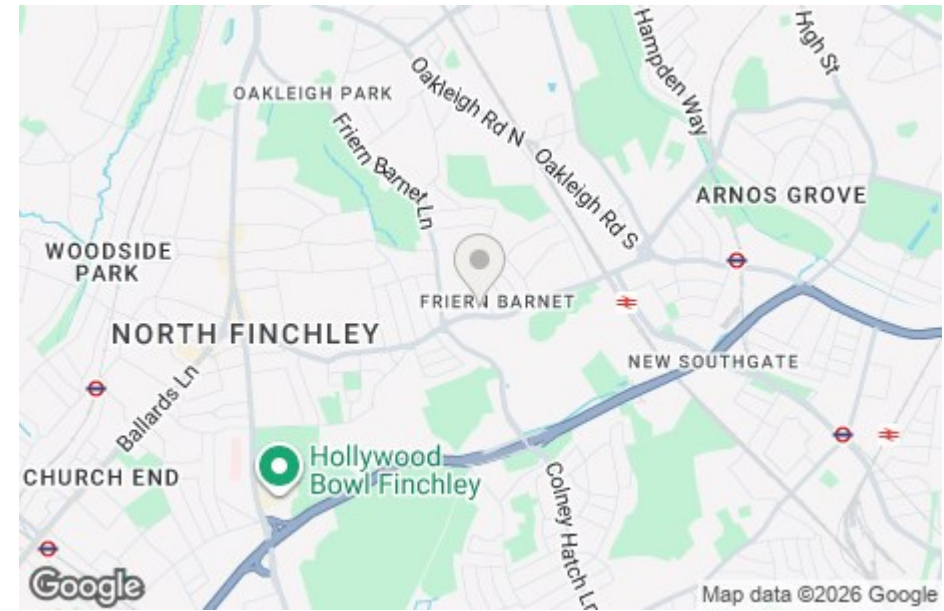 OAKLEIGH PARK
Oakleigh Rd N
Hampden Way
High St
Friern Barnet Ln
Oakleigh Rd S
ARNOS GROVE
WOODSIDE
PARK
FRIERN BARNET
NORTH FINCHLEY
NEW SOUTHGATE
Ballards Ln
Hollywood
Bowl Finchley
CHURCH END
Colney Hatch Ln
Google
Map data ©2026 Google